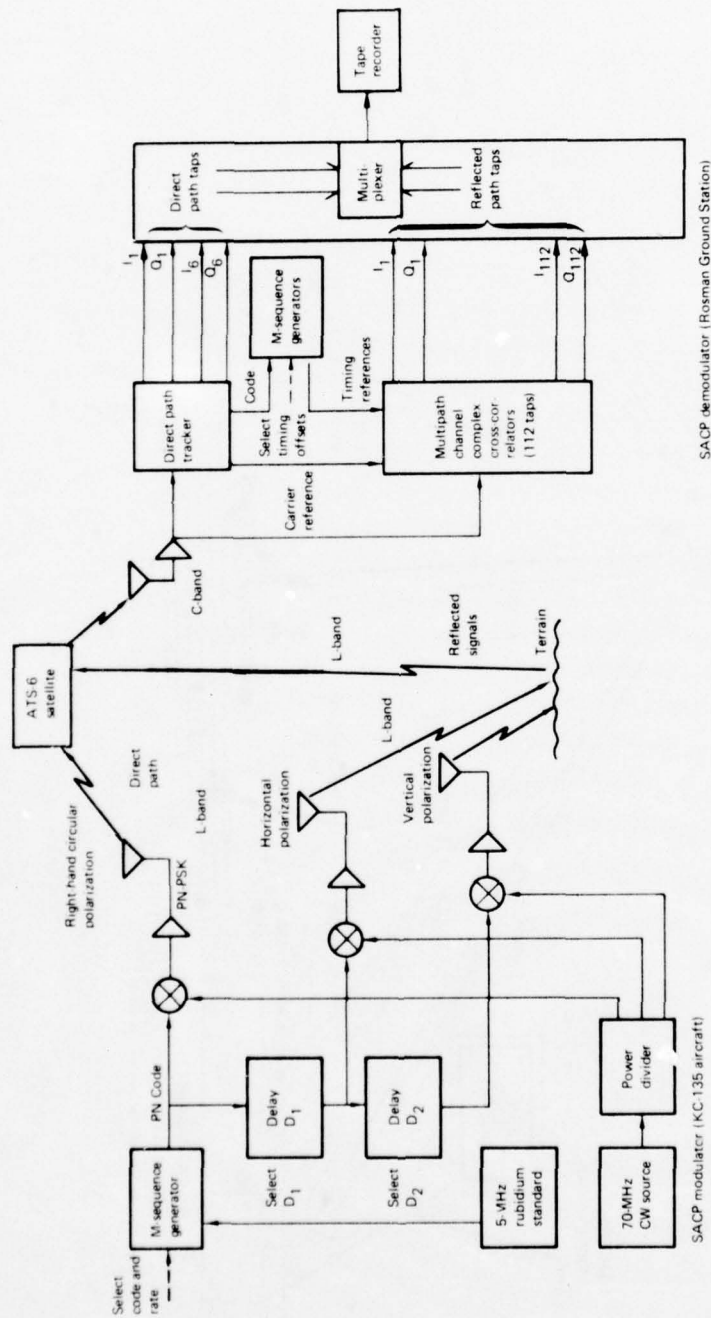 Select
code and
rate
M-sequence
generator
PN Code
Select
D1
Delay
D1
Select
D2
Delay
D2
5-MHz
rubidium
standard
70-MHz
CW source
Power
divider
SACP modulator (KC-135 aircraft)
Right hand circular
polarization
PN PSK
Direct
path
L-band
Horizontal
polarization
Vertical
polarization
L-band
L-band
Reflected
signals
Terrain
ATS-6
satellite
C-band
Direct path
tracker
Carrier
reference
Code
Select
timing
offsets
M-sequence
generators
Timing
references
Multipath
channel
complex
cross-cor-
relators
(112 taps)
I1
Q1
I6
Q6
I1
Q1
I112
Q112
Direct
path taps
Multi-
plexer
Reflected
path taps
Tape
recorder
SACP demodulator (Rosman Ground Station)